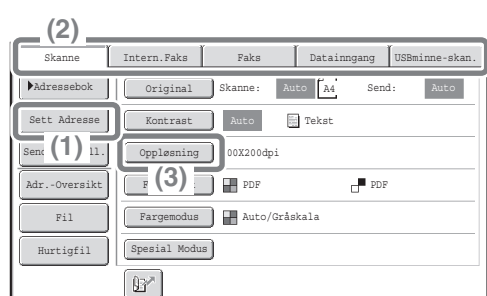 (2)
Skanne Intern.Faks Faks Datainngang USBminne-skan.
Adressebok Original Skanne: Auto A4 Send: Auto
Sett Adresse Kontrast Auto Tekst
(1) Oppløsning 00X200dpi
(3)
Adr.-Oversikt PDF PDF
Fil Fargemodus Auto/Gråskala
Hurtigfil Spesial Modus